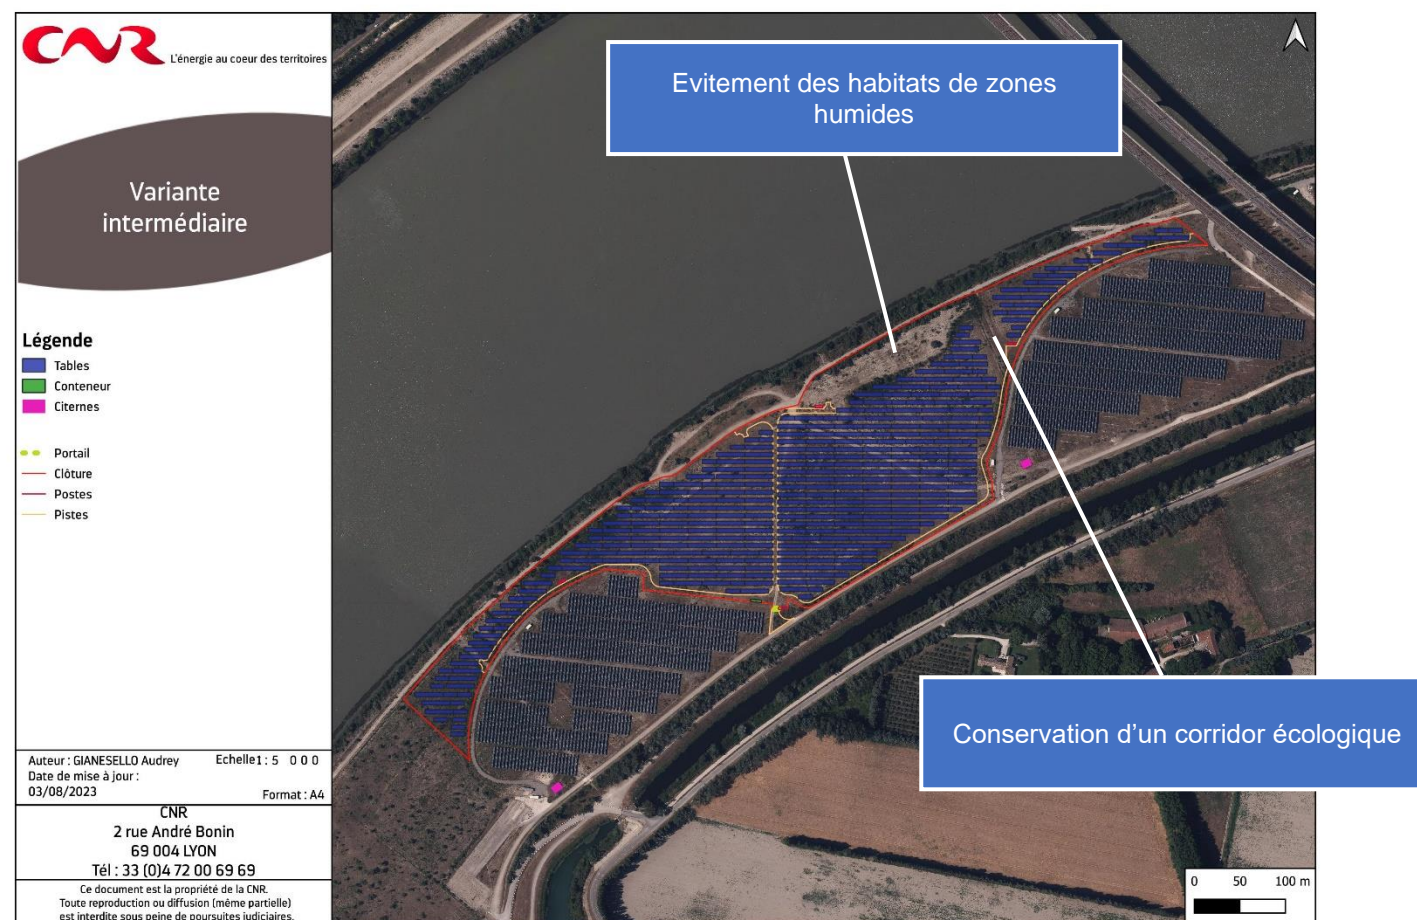 CNR
L'énergie au coeur des territoires
Evitement des habitats de zones
humides
Variante
intermédiaire
Légende
Tables
Conteneur
Citernes
Portail
Clôture
Postes
Pistes
Conservation d'un corridor écologique
Auteur : GIANESELLO Audrey
Echelle1: 5 0 0 0
Date de mise à jour :
03/08/2023
Format : A4
CNR
2 rue André Bonin
69 004 LYON
Tél : 33 (0)4 72 00 69 69
Ce document est la propriété de la CNR.
Toute reproduction ou diffusion (même partielle)
est interdite sous peine de poursuites judiciaires.
0 50 100 m